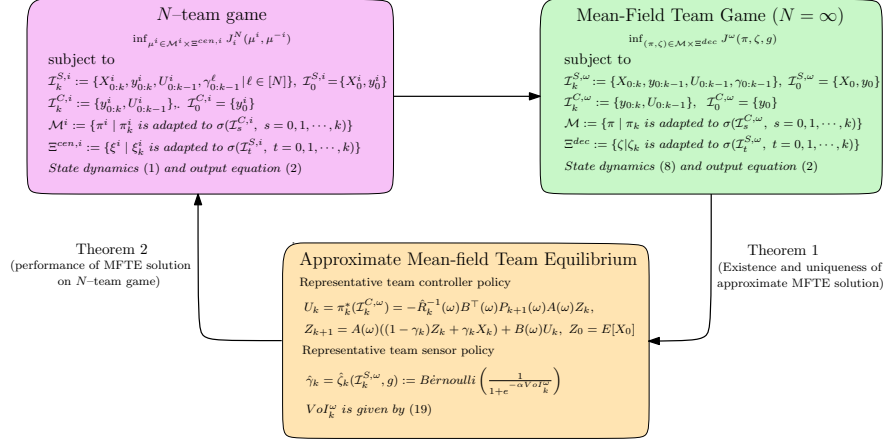 N–team game
inf_{μ^i∈ℳ^i×Ξ^{cen,i}} J_i^N(μ^i, μ^{-i})
subject to
ℐ_k^{S,i} := {X_{0:k}^i, y_{0:k}^i, U_{0:k-1}^i, γ_{0:k-1}^ℓ | ℓ ∈ [N]}, ℐ_0^{S,i}={X_0^i, y_0^i}
ℐ_k^{C,i} := {y_{0:k}^i, U_{0:k-1}^i},. ℐ_0^{C,i} = {y_0^i}
ℳ^i := {π^i | π_k^i is adapted to σ(ℐ_s^{C,i}, s = 0, 1, ···, k)}
Ξ^{cen,i} := {ξ^i | ξ_k^i is adapted to σ(ℐ_t^{S,i}, t = 0, 1, ···, k)}
State dynamics (1) and output equation (2)
Mean-Field Team Game (N = ∞)
inf_{(π,ζ)∈ℳ×Ξ^{dec}} J^ω(π, ζ, g)
subject to
ℐ_k^{S,ω} := {X_{0:k}, y_{0:k-1}, U_{0:k-1}, γ_{0:k-1}}, ℐ_0^{S,ω} = {X_0, y_0}
ℐ_k^{C,ω} := {y_{0:k}, U_{0:k-1}}, ℐ_0^{C,ω} = {y_0}
ℳ := {π | π_k is adapted to σ(ℐ_s^{C,ω}, s = 0, 1, ···, k)}
Ξ^{dec} := {ζ|ζ_k is adapted to σ(ℐ_t^{S,ω}, t = 0, 1, ···, k)}
State dynamics (8) and output equation (2)
Theorem 2
(performance of MFTE solution
on N–team game)
Approximate Mean-field Team Equilibrium
Representative team controller policy
U_k = π_k^*(ℐ_k^{C,ω}) = −R̂_k^{-1}(ω)B^⊤(ω)P_{k+1}(ω)A(ω)Z_k,
Z_{k+1} = A(ω)((1 − γ_k)Z_k + γ_kX_k) + B(ω)U_k, Z_0 = E[X_0]
Representative team sensor policy
γ̂_k = ζ̂_k(ℐ_k^{S,ω}, g) := Bernoulli (1/(1+e^{−αVoI_k^ω}))
VoI_k^ω is given by (19)
Theorem 1
(Existence and uniqueness of
approximate MFTE solution)